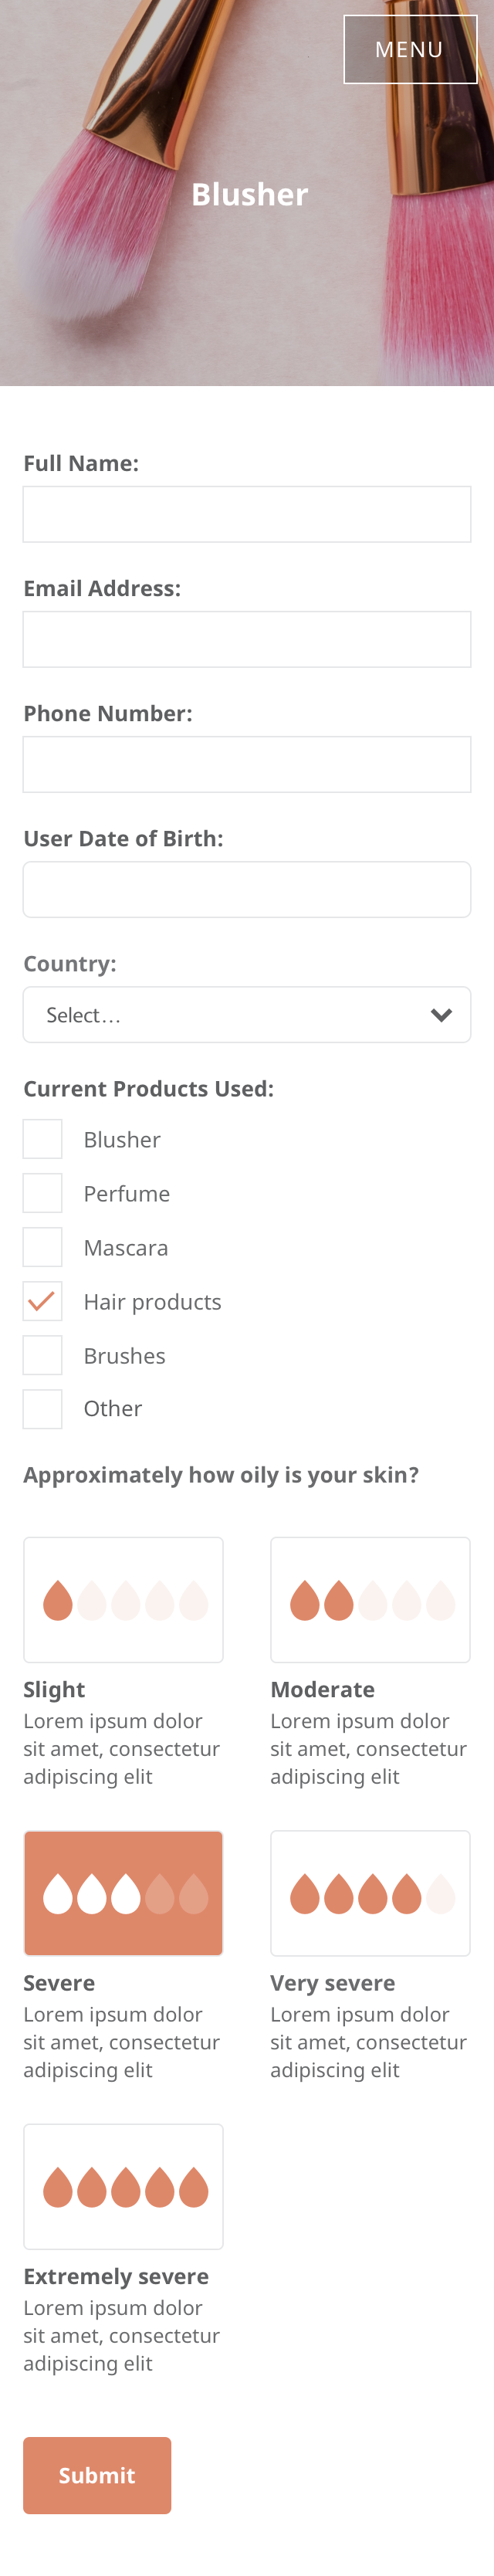 MENU
Blusher
Full Name:
Email Address:
Phone Number:
User Date of Birth:
Country:
Select...
Current Products Used:
Blusher
Perfume
Mascara
Hair products
Brushes
Other
Approximately how oily is your skin?
Slight
Lorem ipsum dolor
sit amet, consectetur
adipiscing elit
Moderate
Lorem ipsum dolor
sit amet, consectetur
adipiscing elit
Severe
Lorem ipsum dolor
sit amet, consectetur
adipiscing elit
Very severe
Lorem ipsum dolor
sit amet, consectetur
adipiscing elit
Extremely severe
Lorem ipsum dolor
sit amet, consectetur
adipiscing elit
Submit